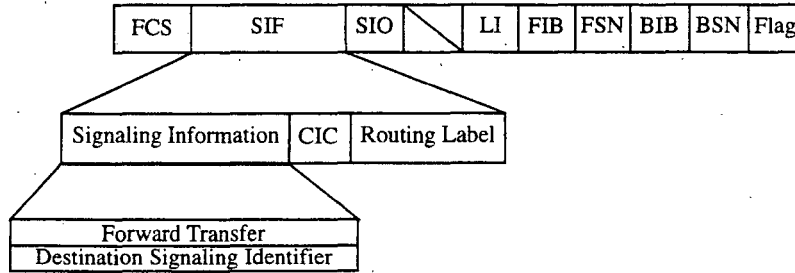 FCS SIF SIO LI FIB FSN BIB BSN Flag
Signaling Information CIC Routing Label
Forward Transfer
Destination Signaling Identifier